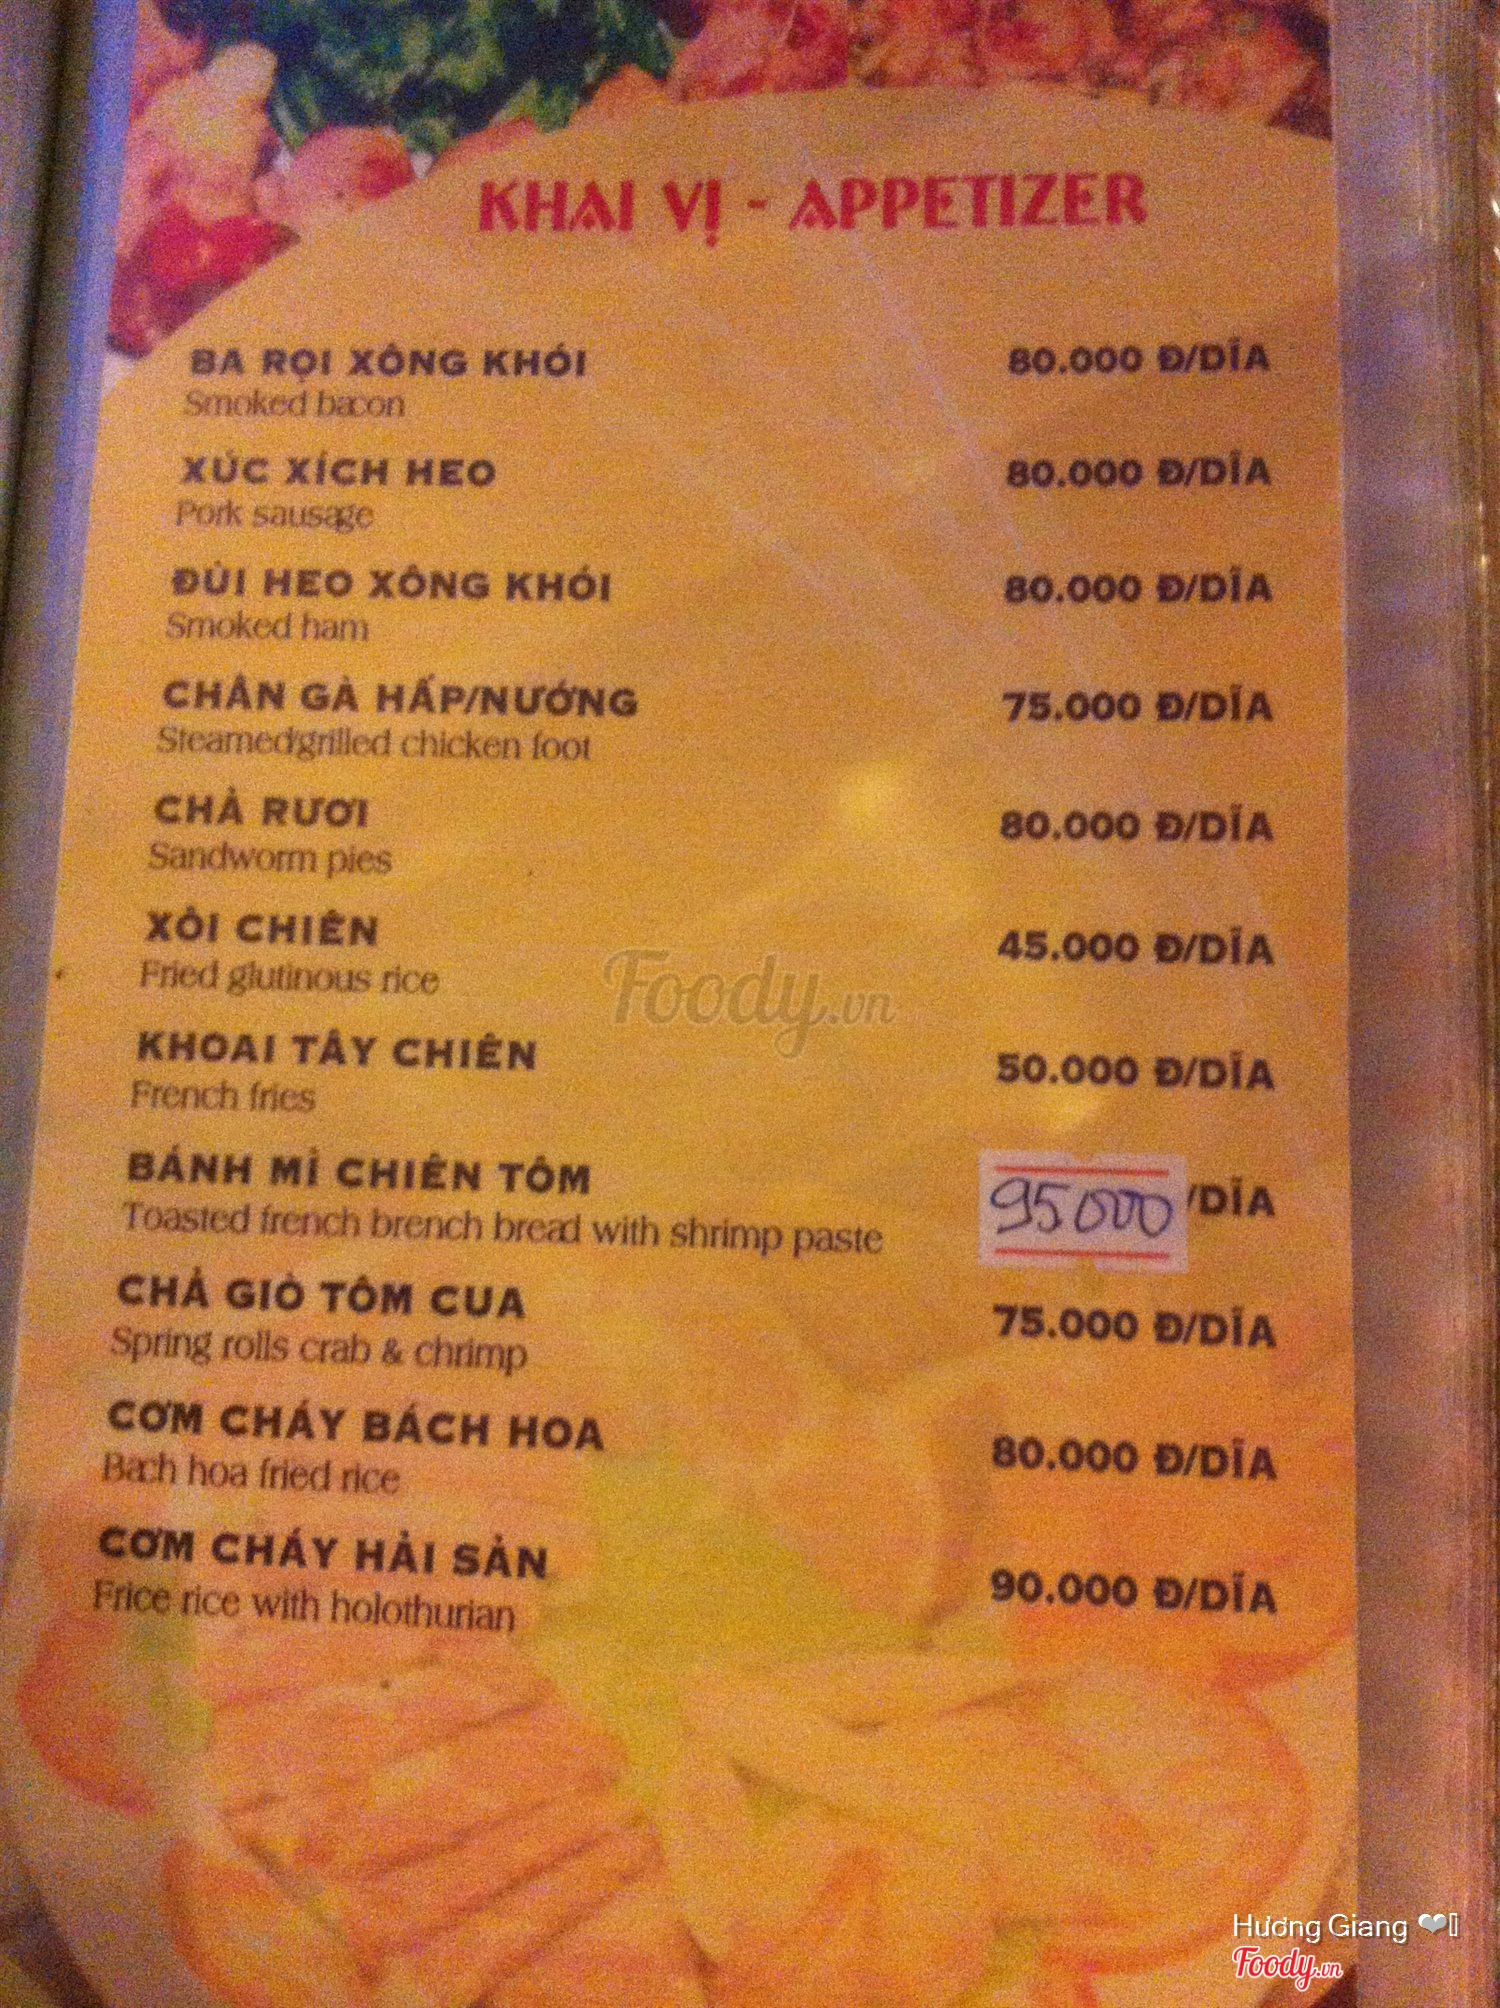 KHAI VỊ - APPETIZER
BA RỌI XÔNG KHÓI 80.000 Đ/DĨA
Smoked bacon
XÚC XÍCH HEO 80.000 Đ/DĨA
Pork sausage
ĐÙI HEO XÔNG KHÓI 80.000 Đ/DĨA
Smoked ham
CHÂN GÀ HẤP/NƯỚNG 75.000 Đ/DĨA
Steamed/grilled chicken foot
CHẢ RƯƠI 80.000 Đ/DĨA
Sandworm pies
XÔI CHIÊN 45.000 Đ/DĨA
Fried glutinous rice
KHOAI TÂY CHIÊN 50.000 Đ/DĨA
French fries
BÁNH MÌ CHIÊN TÔM 95000 /DĨA
Toasted french brench bread with shrimp paste
CHẢ GIÒ TÔM CUA 75.000 Đ/DĨA
Spring rolls crab & chrimp
CƠM CHÁY BÁCH HOA 80.000 Đ/DĨA
Bach hoa fried rice
CƠM CHÁY HẢI SẢN 90.000 Đ/DĨA
Frice rice with holothurian
Foody.vn
Hương Giang ❤
Foody.vn